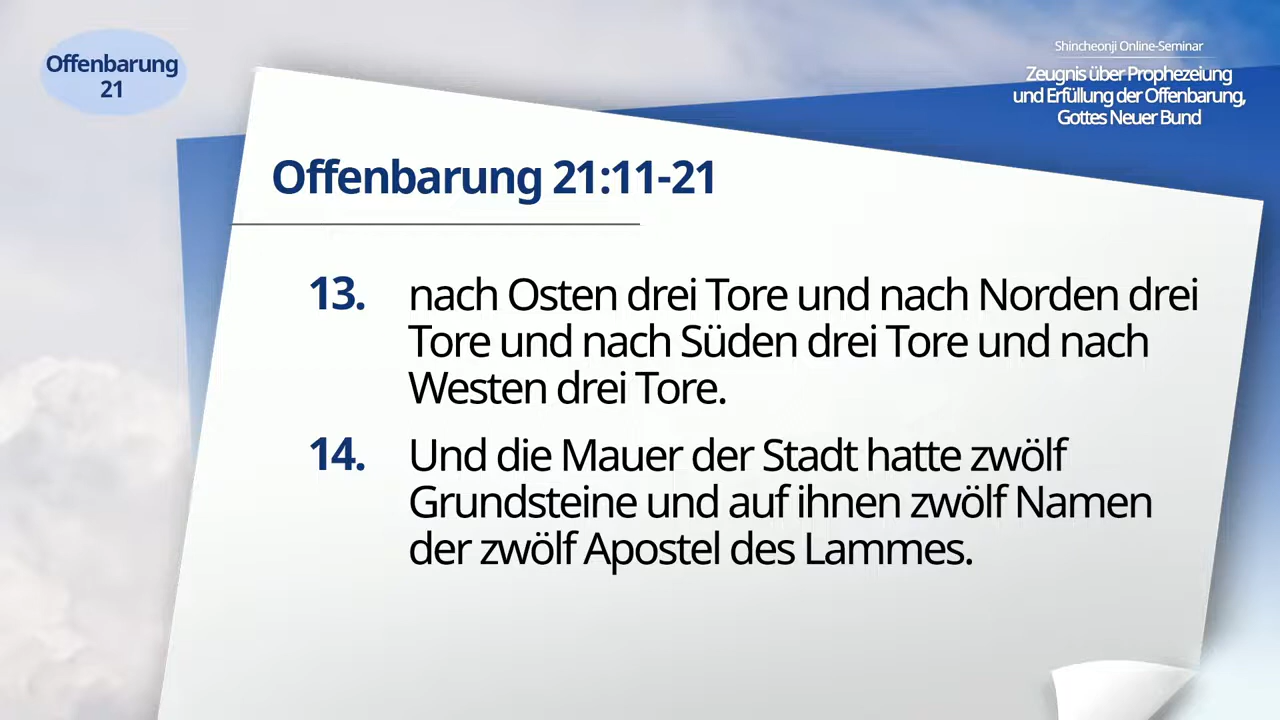 Offenbarung
21
Shincheonji Online-Seminar
Zeugnis über Prophezeiung
und Erfüllung der Offenbarung,
Gottes Neuer Bund
Offenbarung 21:11-21
13. nach Osten drei Tore und nach Norden drei
Tore und nach Süden drei Tore und nach
Westen drei Tore.
14. Und die Mauer der Stadt hatte zwölf
Grundsteine und auf ihnen zwölf Namen
der zwölf Apostel des Lammes.